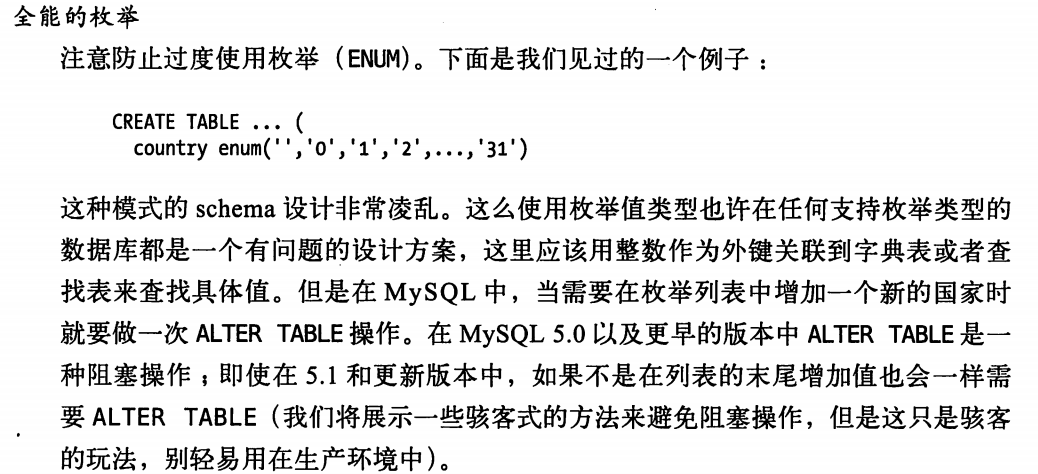 全能的枚举
注意防止过度使用枚举（ENUM）。下面是我们见过的一个例子：
CREATE TABLE ... (
country enum('','0','1','2',...,'31')
这种模式的 schema 设计非常凌乱。这么使用枚举值类型也许在任何支持枚举类型的
数据库都是一个有问题的设计方案，这里应该用整数作为外键关联到字典表或者查
找表来查找具体值。但是在 MySQL 中，当需要在枚举列表中增加一个新的国家时
就要做一次 ALTER TABLE 操作。在 MySQL 5.0 以及更早的版本中 ALTER TABLE 是一
种阻塞操作；即使在 5.1 和更新版本中，如果不是在列表的末尾增加值也会一样需
要 ALTER TABLE（我们将展示一些骇客式的方法来避免阻塞操作，但是这只是骇客
的玩法，别轻易用在生产环境中）。